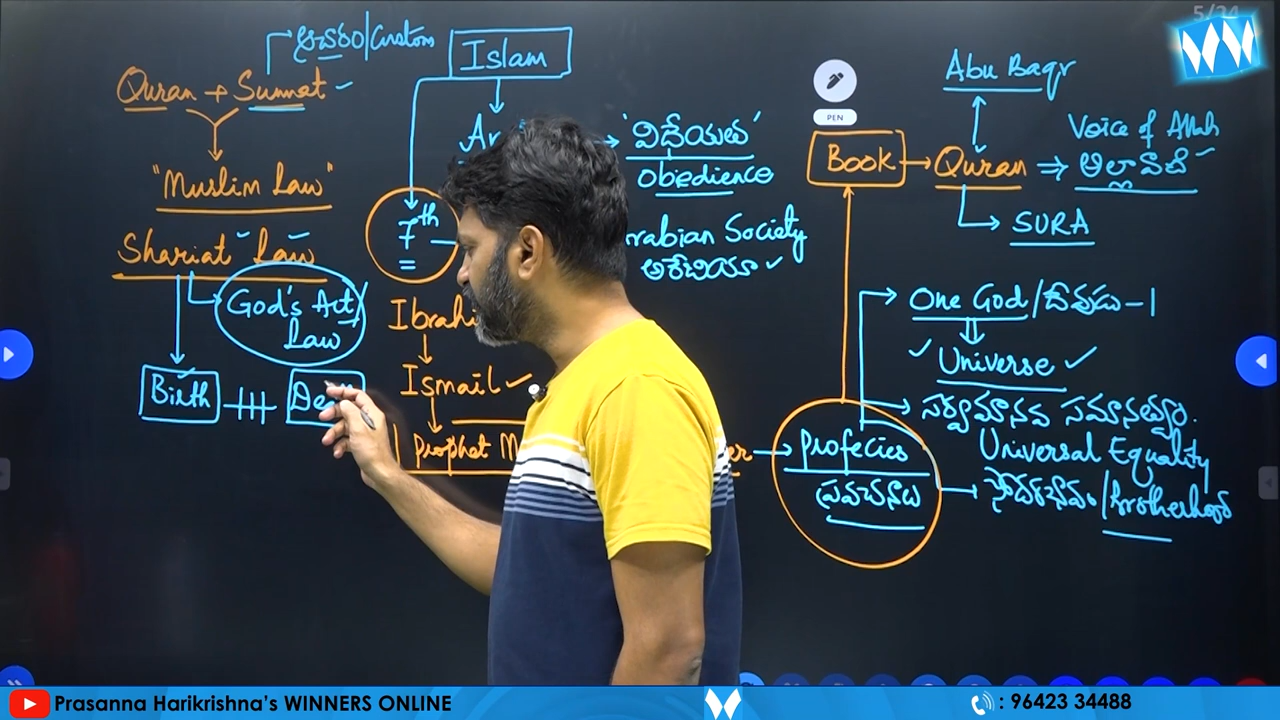 5/24
ఆచారం/Customs
Islam
Quran + Sunnat
Abu Baqr
PEN
'విధేయత'
obedience
Voice of Allah
Book
Quran ⇒ అల్లావాణి
"Muslim Law"
Shariat Law
7th
SURA
Arabian Society
అరేబియా
God's Act/
Law
One God/దేవుడు-1
Universe
Ismail
Birth
సర్వమానవ సమానత్వం.
Universal Equality
Prophet
Profecies
ప్రవచనాలు
సోదరభావం/brotherhood
Prasanna Harikrishna's WINNERS ONLINE
: 96423 34488